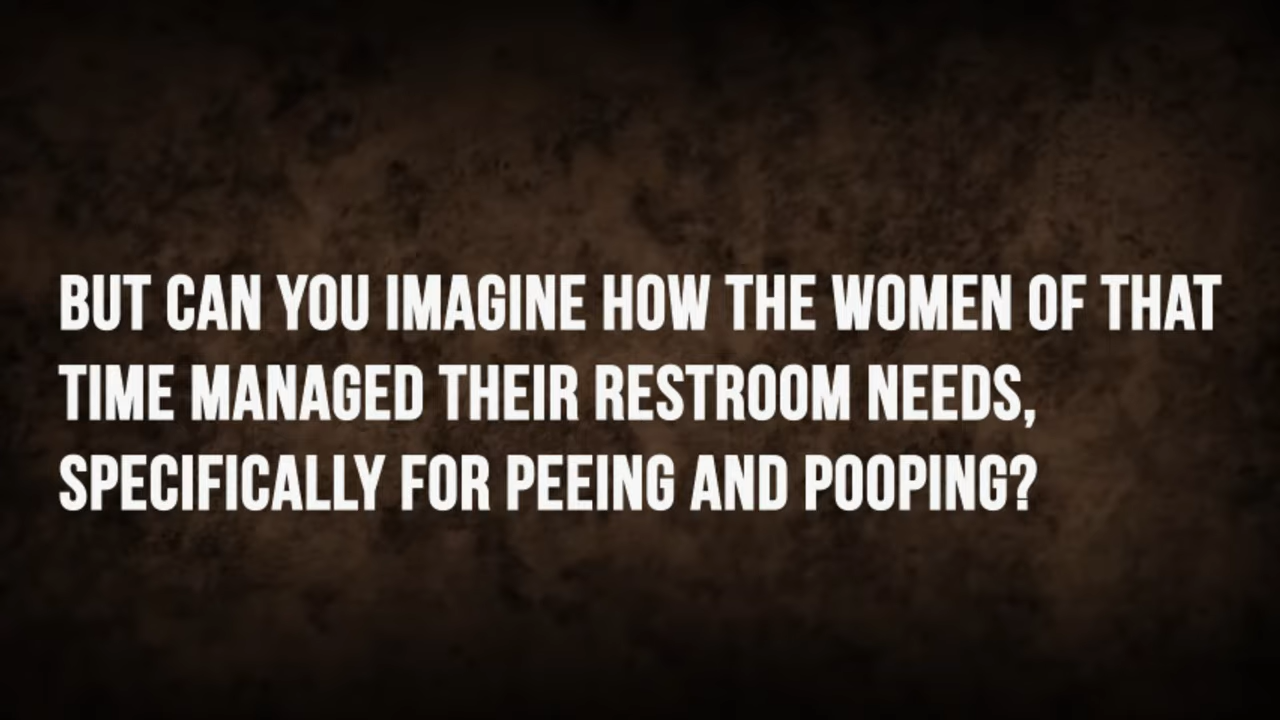 BUT CAN YOU IMAGINE HOW THE WOMEN OF THAT
TIME MANAGED THEIR RESTROOM NEEDS,
SPECIFICALLY FOR PEEING AND POOPING?